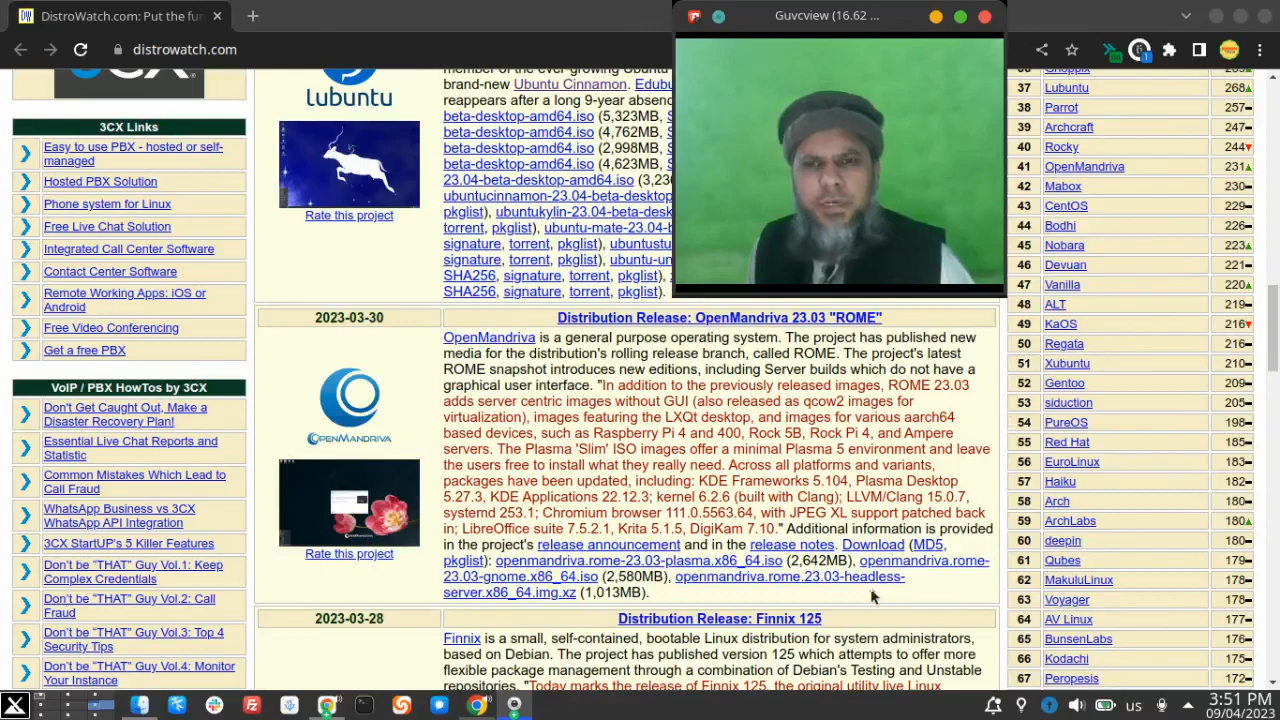 DistroWatch.com: Put the fun
Guvcview (16.62 ...
distrowatch.com
3CX Links
Easy to use PBX - hosted or self-
managed
Hosted PBX Solution
Phone system for Linux
Free Live Chat Solution
Integrated Call Center Software
Contact Center Software
Remote Working Apps: iOS or
Android
Free Video Conferencing
Get a free PBX
VoIP / PBX HowTos by 3CX
Don't Get Caught Out, Make a
Disaster Recovery Plan!
Essential Live Chat Reports and
Statistic
Common Mistakes Which Lead to
Call Fraud
WhatsApp Business vs 3CX
WhatsApp API Integration
3CX StartUP's 5 Killer Features
Don't be "THAT" Guy Vol.1: Keep
Complex Credentials
Don't be "THAT" Guy Vol.2: Call
Fraud
Don't be "THAT" Guy Vol.3: Top 4
Security Tips
Don't be "THAT" Guy Vol.4: Monitor
Your Instance
Lubuntu
Rate this project
member of the ever-growing Ubuntu
brand-new Ubuntu Cinnamon. Edubu
reappears after a long 9-year absenc
beta-desktop-amd64.iso (5,323MB, S
beta-desktop-amd64.iso (4,762MB,
beta-desktop-amd64.iso (2,998MB,
beta-desktop-amd64.iso (4,623MB,
23.04-beta-desktop-amd64.iso (3,23
ubuntucinnamon-23.04-beta-desktop
pkglist), ubuntukylin-23.04-beta-desk
torrent, pkglist), ubuntu-mate-23.04-b
signature, torrent, pkglist), ubuntustu
signature, torrent, pkglist), ubuntu-un
SHA256, signature, torrent, pkglist),
SHA256, signature, torrent, pkglist).
2023-03-30
Distribution Release: OpenMandriva 23.03 "ROME"
OpenMandriva
Rate this project
OpenMandriva is a general purpose operating system. The project has published new
media for the distribution's rolling release branch, called ROME. The project's latest
ROME snapshot introduces new editions, including Server builds which do not have a
graphical user interface. "In addition to the previously released images, ROME 23.03
adds server centric images without GUI (also released as qcow2 images for
virtualization), images featuring the LXQt desktop, and images for various aarch64
based devices, such as Raspberry Pi 4 and 400, Rock 5B, Rock Pi 4, and Ampere
servers. The Plasma 'Slim' ISO images offer a minimal Plasma 5 environment and leave
the users free to install what they really need. Across all platforms and variants,
packages have been updated, including: KDE Frameworks 5.104, Plasma Desktop
5.27.3, KDE Applications 22.12.3; kernel 6.2.6 (built with Clang); LLVM/Clang 15.0.7,
systemd 253.1; Chromium browser 111.0.5563.64, with JPEG XL support patched back
in; LibreOffice suite 7.5.2.1, Krita 5.1.5, DigiKam 7.10." Additional information is provided
in the project's release announcement and in the release notes. Download (MD5,
pkglist): openmandriva.rome-23.03-plasma.x86_64.iso (2,642MB), openmandriva.rome-
23.03-gnome.x86_64.iso (2,580MB), openmandriva.rome.23.03-headless-
server.x86_64.img.xz (1,013MB).
2023-03-28
Distribution Release: Finnix 125
Finnix is a small, self-contained, bootable Linux distribution for system administrators,
based on Debian. The project has published version 125 which attempts to offer more
flexible package management through a combination of Debian's Testing and Unstable
repositories. "Today marks the release of Finnix 125, the original utility live Linux
37 Lubuntu 268
38 Parrot 257
39 Archcraft 247
40 Rocky 244
41 OpenMandriva 231
42 Mabox 230
43 CentOS 229
44 Bodhi 226
45 Nobara 223
46 Devuan 221
47 Vanilla 220
48 ALT 219
49 KaOS 216
50 Regata 216
51 Xubuntu 210
52 Gentoo 209
53 siduction 205
54 PureOS 198
55 Red Hat 185
56 EuroLinux 183
57 Haiku 182
58 Arch 180
59 ArchLabs 180
60 deepin 180
61 Qubes 179
62 MakuluLinux 178
63 Voyager 178
64 AV Linux 177
65 BunsenLabs 176
66 Kodachi 175
67 Peropesis 172
us
3:51 PM
09/04/2023